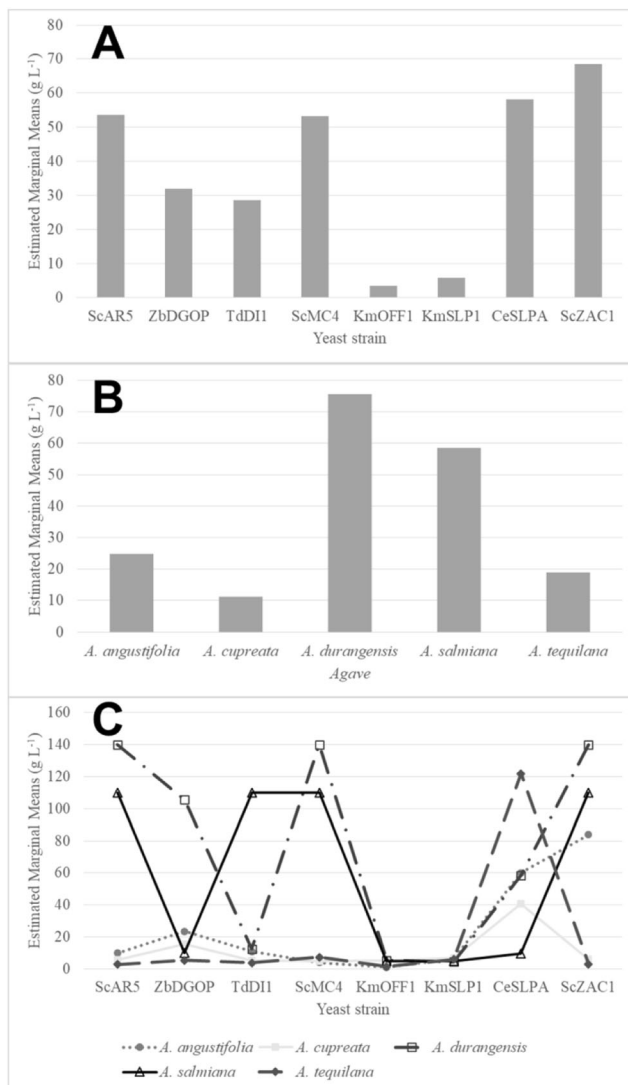 A
Estimated Marginal Means (g L-1)
80
70
60
50
40
30
20
10
0
ScAR5 ZbDGOP TdDI1 ScMC4 KmOFF1 KmSLP1 CeSLPA ScZAC1
Yeast strain
B
Estimated Marginal Means (g L-1)
80
70
60
50
40
30
20
10
0
A. angustifolia A. cupreata A. durangensis A. salmiana A. tequilana
Agave
C
Estimated Marginal Means (g L-1)
160
140
120
100
80
60
40
20
0
ScAR5 ZbDGOP TdDI1 ScMC4 KmOFF1 KmSLP1 CeSLPA ScZAC1
Yeast strain
A. angustifolia A. cupreata A. durangensis
A. salmiana A. tequilana